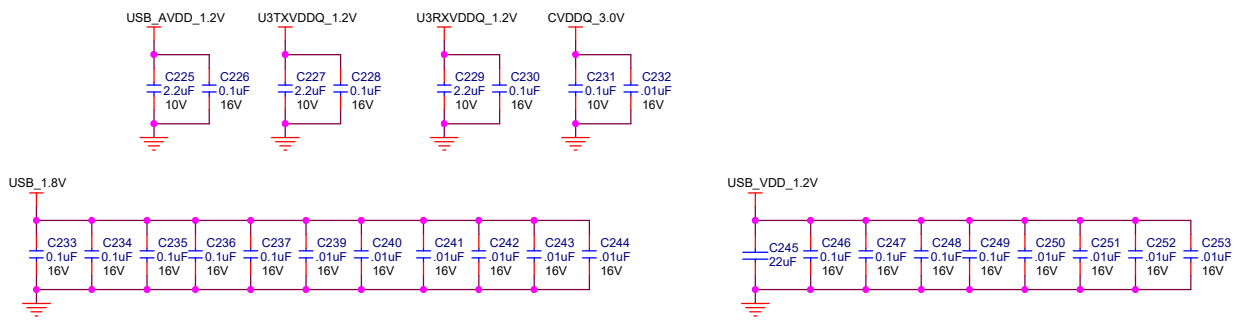 USB_AVDD_1.2V U3TXVDDQ_1.2V U3RXVDDQ_1.2V CVDDQ_3.0V
C225 C226 C227 C228 C229 C230 C231 C232
2.2uF 0.1uF 2.2uF 0.1uF 2.2uF 0.1uF 0.1uF .01uF
10V 16V 10V 16V 10V 16V 10V 16V
USB_1.8V USB_VDD_1.2V
C233 C234 C235 C236 C237 C239 C240 C241 C242 C243 C244 C245 C246 C247 C248 C249 C250 C251 C252 C253
0.1uF 0.1uF 0.1uF 0.1uF 0.1uF .01uF .01uF .01uF .01uF .01uF .01uF 22uF 0.1uF 0.1uF 0.1uF 0.1uF .01uF .01uF .01uF .01uF
16V 16V 16V 16V 16V 16V 16V 16V 16V 16V 16V 16V 16V 16V 16V 16V 16V 16V 16V